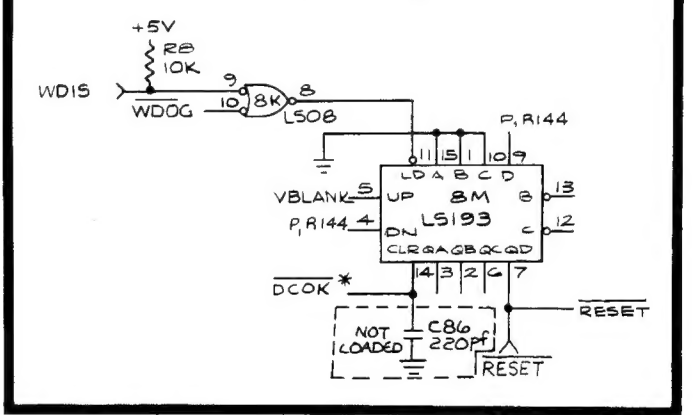 +5V
R8
10K
WDIS
9
8
WDOG
10
8K
LS08
P, R144
11 15 1 10 9
LD A B C D
VBLANK 5
UP
8M
B
13
P, R144 4
DN
LS193
C
12
CLR QA QB QC QD
14 3 2 6 7
DCOK *
RESET
NOT
LOADED
C86
220pf
RESET